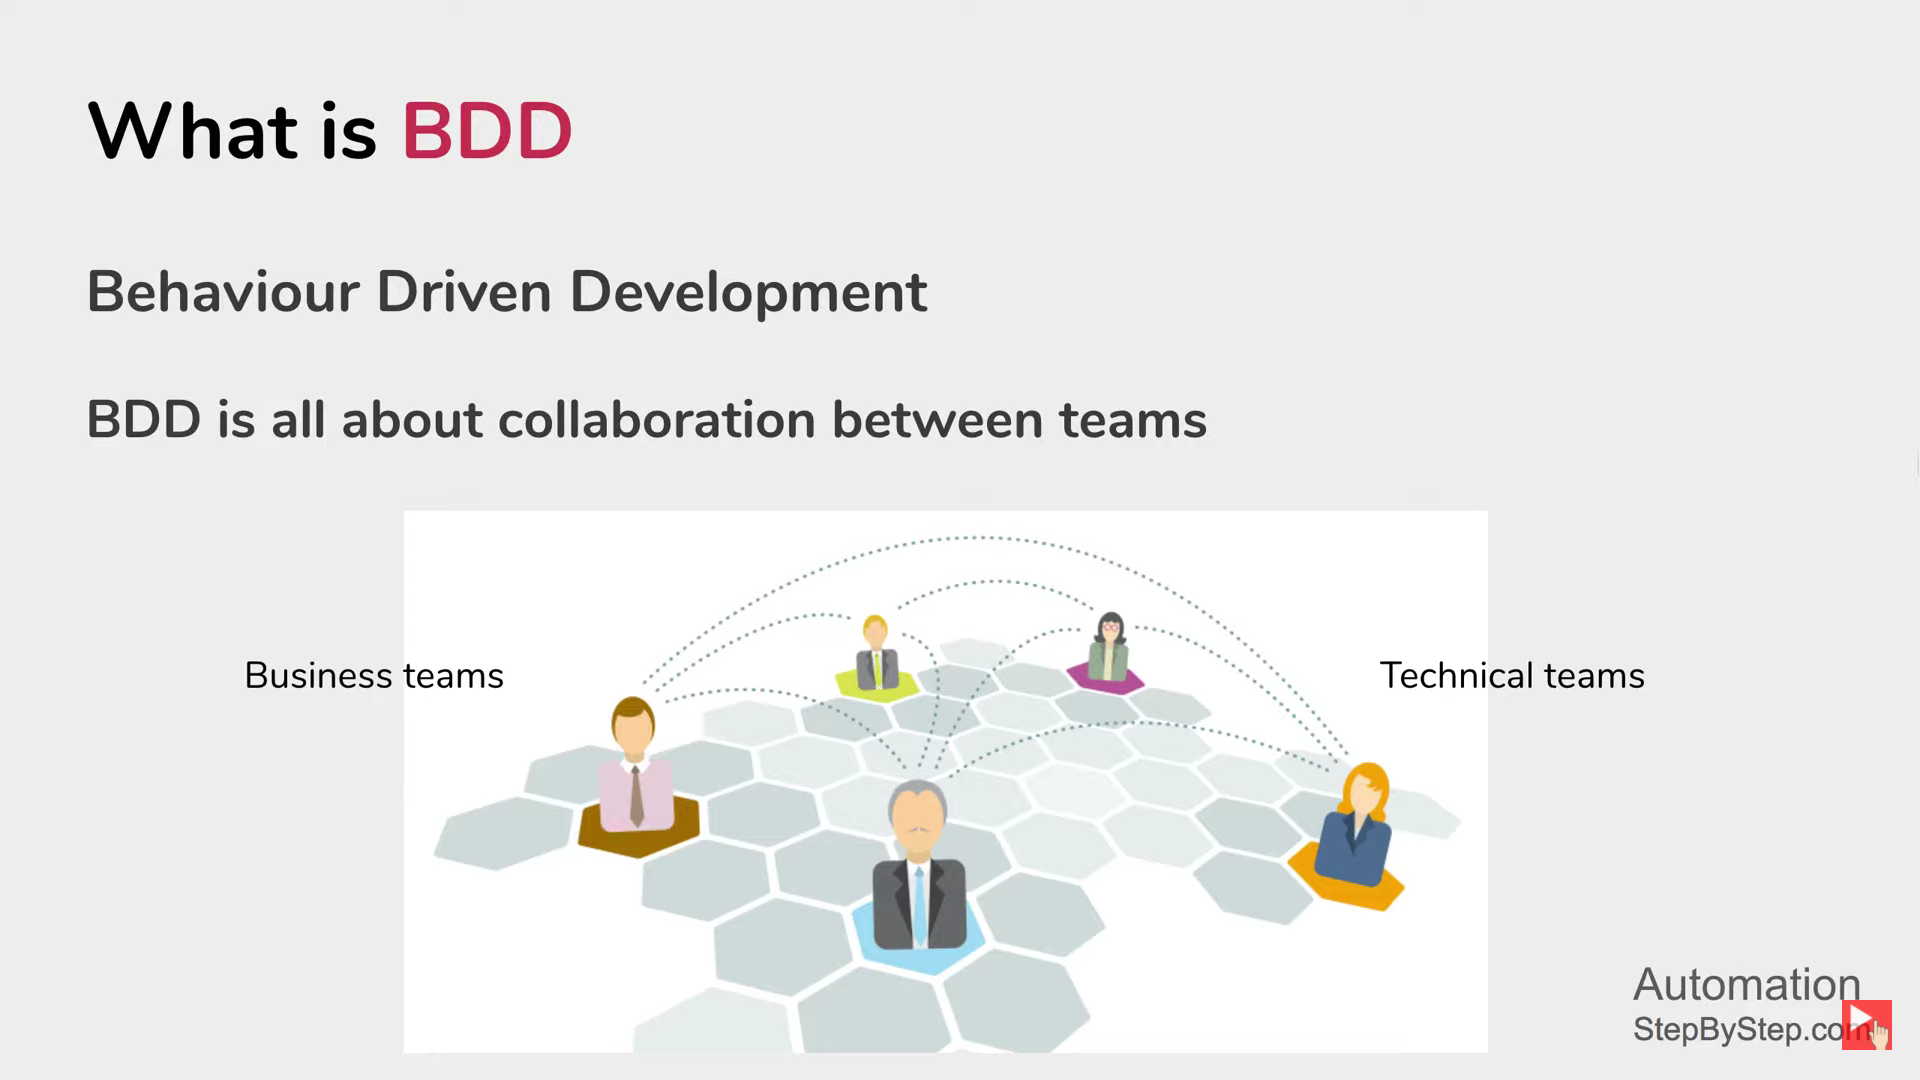 What is BDD
Behaviour Driven Development
BDD is all about collaboration between teams
Business teams
Technical teams
Automation
StepByStep.com